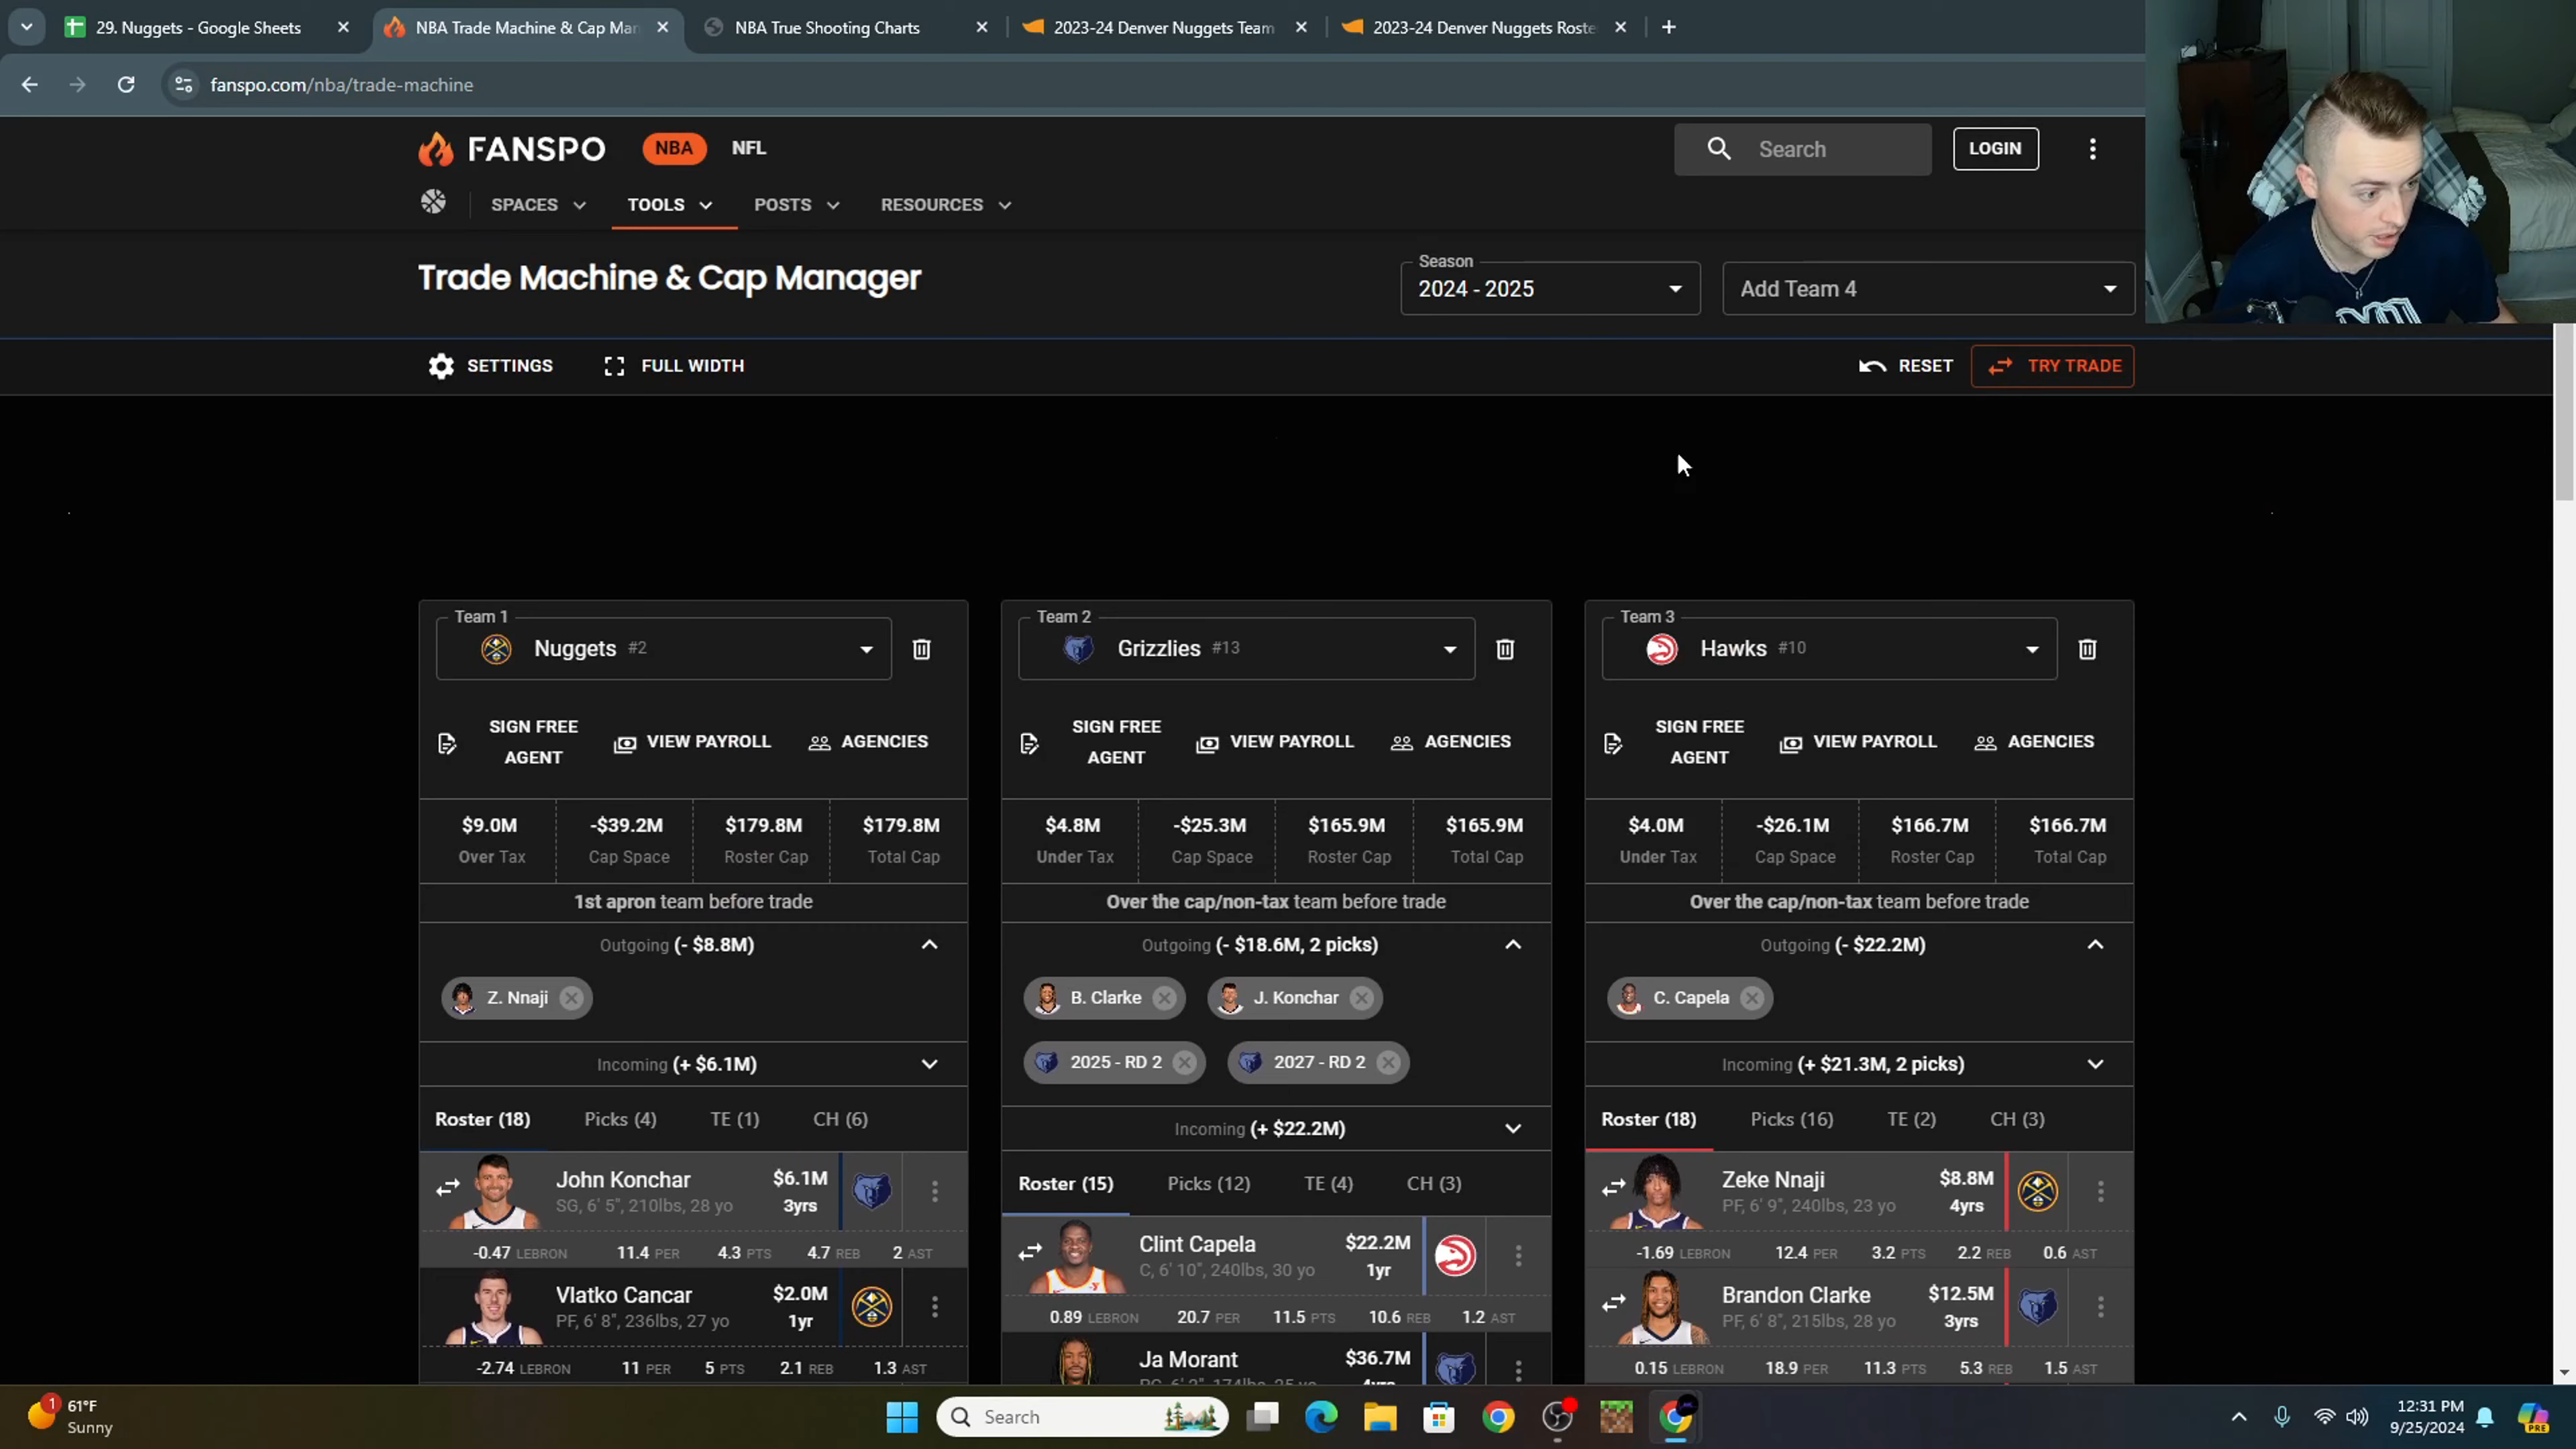 29. Nuggets - Google Sheets
NBA Trade Machine & Cap Man
NBA True Shooting Charts
2023-24 Denver Nuggets Team
2023-24 Denver Nuggets Roste
fanspo.com/nba/trade-machine
FANSPO NBA NFL
Search
LOGIN
SPACES TOOLS POSTS RESOURCES
Trade Machine & Cap Manager
Season
2024 - 2025
Add Team 4
SETTINGS FULL WIDTH
RESET TRY TRADE
Team 1
Nuggets #2
SIGN FREE AGENT VIEW PAYROLL AGENCIES
$9.0M -$39.2M $179.8M $179.8M
Over Tax Cap Space Roster Cap Total Cap
1st apron team before trade
Outgoing (- $8.8M)
Z. Nnaji
Incoming (+ $6.1M)
Roster (18) Picks (4) TE (1) CH (6)
John Konchar $6.1M
SG, 6' 5", 210lbs, 28 yo 3yrs
-0.47 LEBRON 11.4 PER 4.3 PTS 4.7 REB 2 AST
Vlatko Cancar $2.0M
PF, 6' 8", 236lbs, 27 yo 1yr
-2.74 LEBRON 11 PER 5 PTS 2.1 REB 1.3 AST
Team 2
Grizzlies #13
SIGN FREE AGENT VIEW PAYROLL AGENCIES
$4.8M -$25.3M $165.9M $165.9M
Under Tax Cap Space Roster Cap Total Cap
Over the cap/non-tax team before trade
Outgoing (- $18.6M, 2 picks)
B. Clarke J. Konchar
2025 - RD 2 2027 - RD 2
Incoming (+ $22.2M)
Roster (15) Picks (12) TE (4) CH (3)
Clint Capela $22.2M
C, 6' 10", 240lbs, 30 yo 1yr
0.89 LEBRON 20.7 PER 11.5 PTS 10.6 REB 1.2 AST
Ja Morant $36.7M
Team 3
Hawks #10
SIGN FREE AGENT VIEW PAYROLL AGENCIES
$4.0M -$26.1M $166.7M $166.7M
Under Tax Cap Space Roster Cap Total Cap
Over the cap/non-tax team before trade
Outgoing (- $22.2M)
C. Capela
Incoming (+ $21.3M, 2 picks)
Roster (18) Picks (16) TE (2) CH (3)
Zeke Nnaji $8.8M
PF, 6' 9", 240lbs, 23 yo 4yrs
-1.69 LEBRON 12.4 PER 3.2 PTS 2.2 REB 0.6 AST
Brandon Clarke $12.5M
PF, 6' 8", 215lbs, 28 yo 3yrs
0.15 LEBRON 18.9 PER 11.3 PTS 5.3 REB 1.5 AST
1
61°F
Sunny
Search
12:31 PM
9/25/2024
PRE